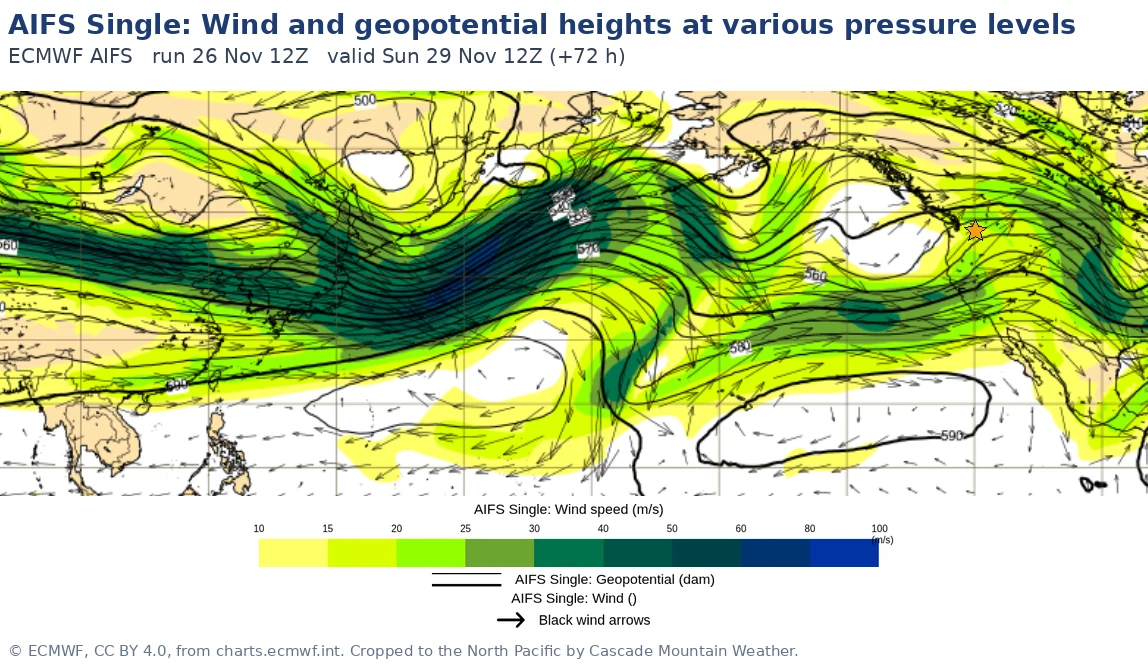 AIFS Single: Wind and geopotential heights at various pressure levels
ECMWF AIFS   run 26 Nov 12Z   valid Sun 29 Nov 12Z (+72 h)
500
520
560
570
560
580
590
590
AIFS Single: Wind speed (m/s)
10 15 20 25 30 40 50 60 80 100
(m/s)
AIFS Single: Geopotential (dam)
AIFS Single: Wind ()
Black wind arrows
© ECMWF, CC BY 4.0, from charts.ecmwf.int. Cropped to the North Pacific by Cascade Mountain Weather.